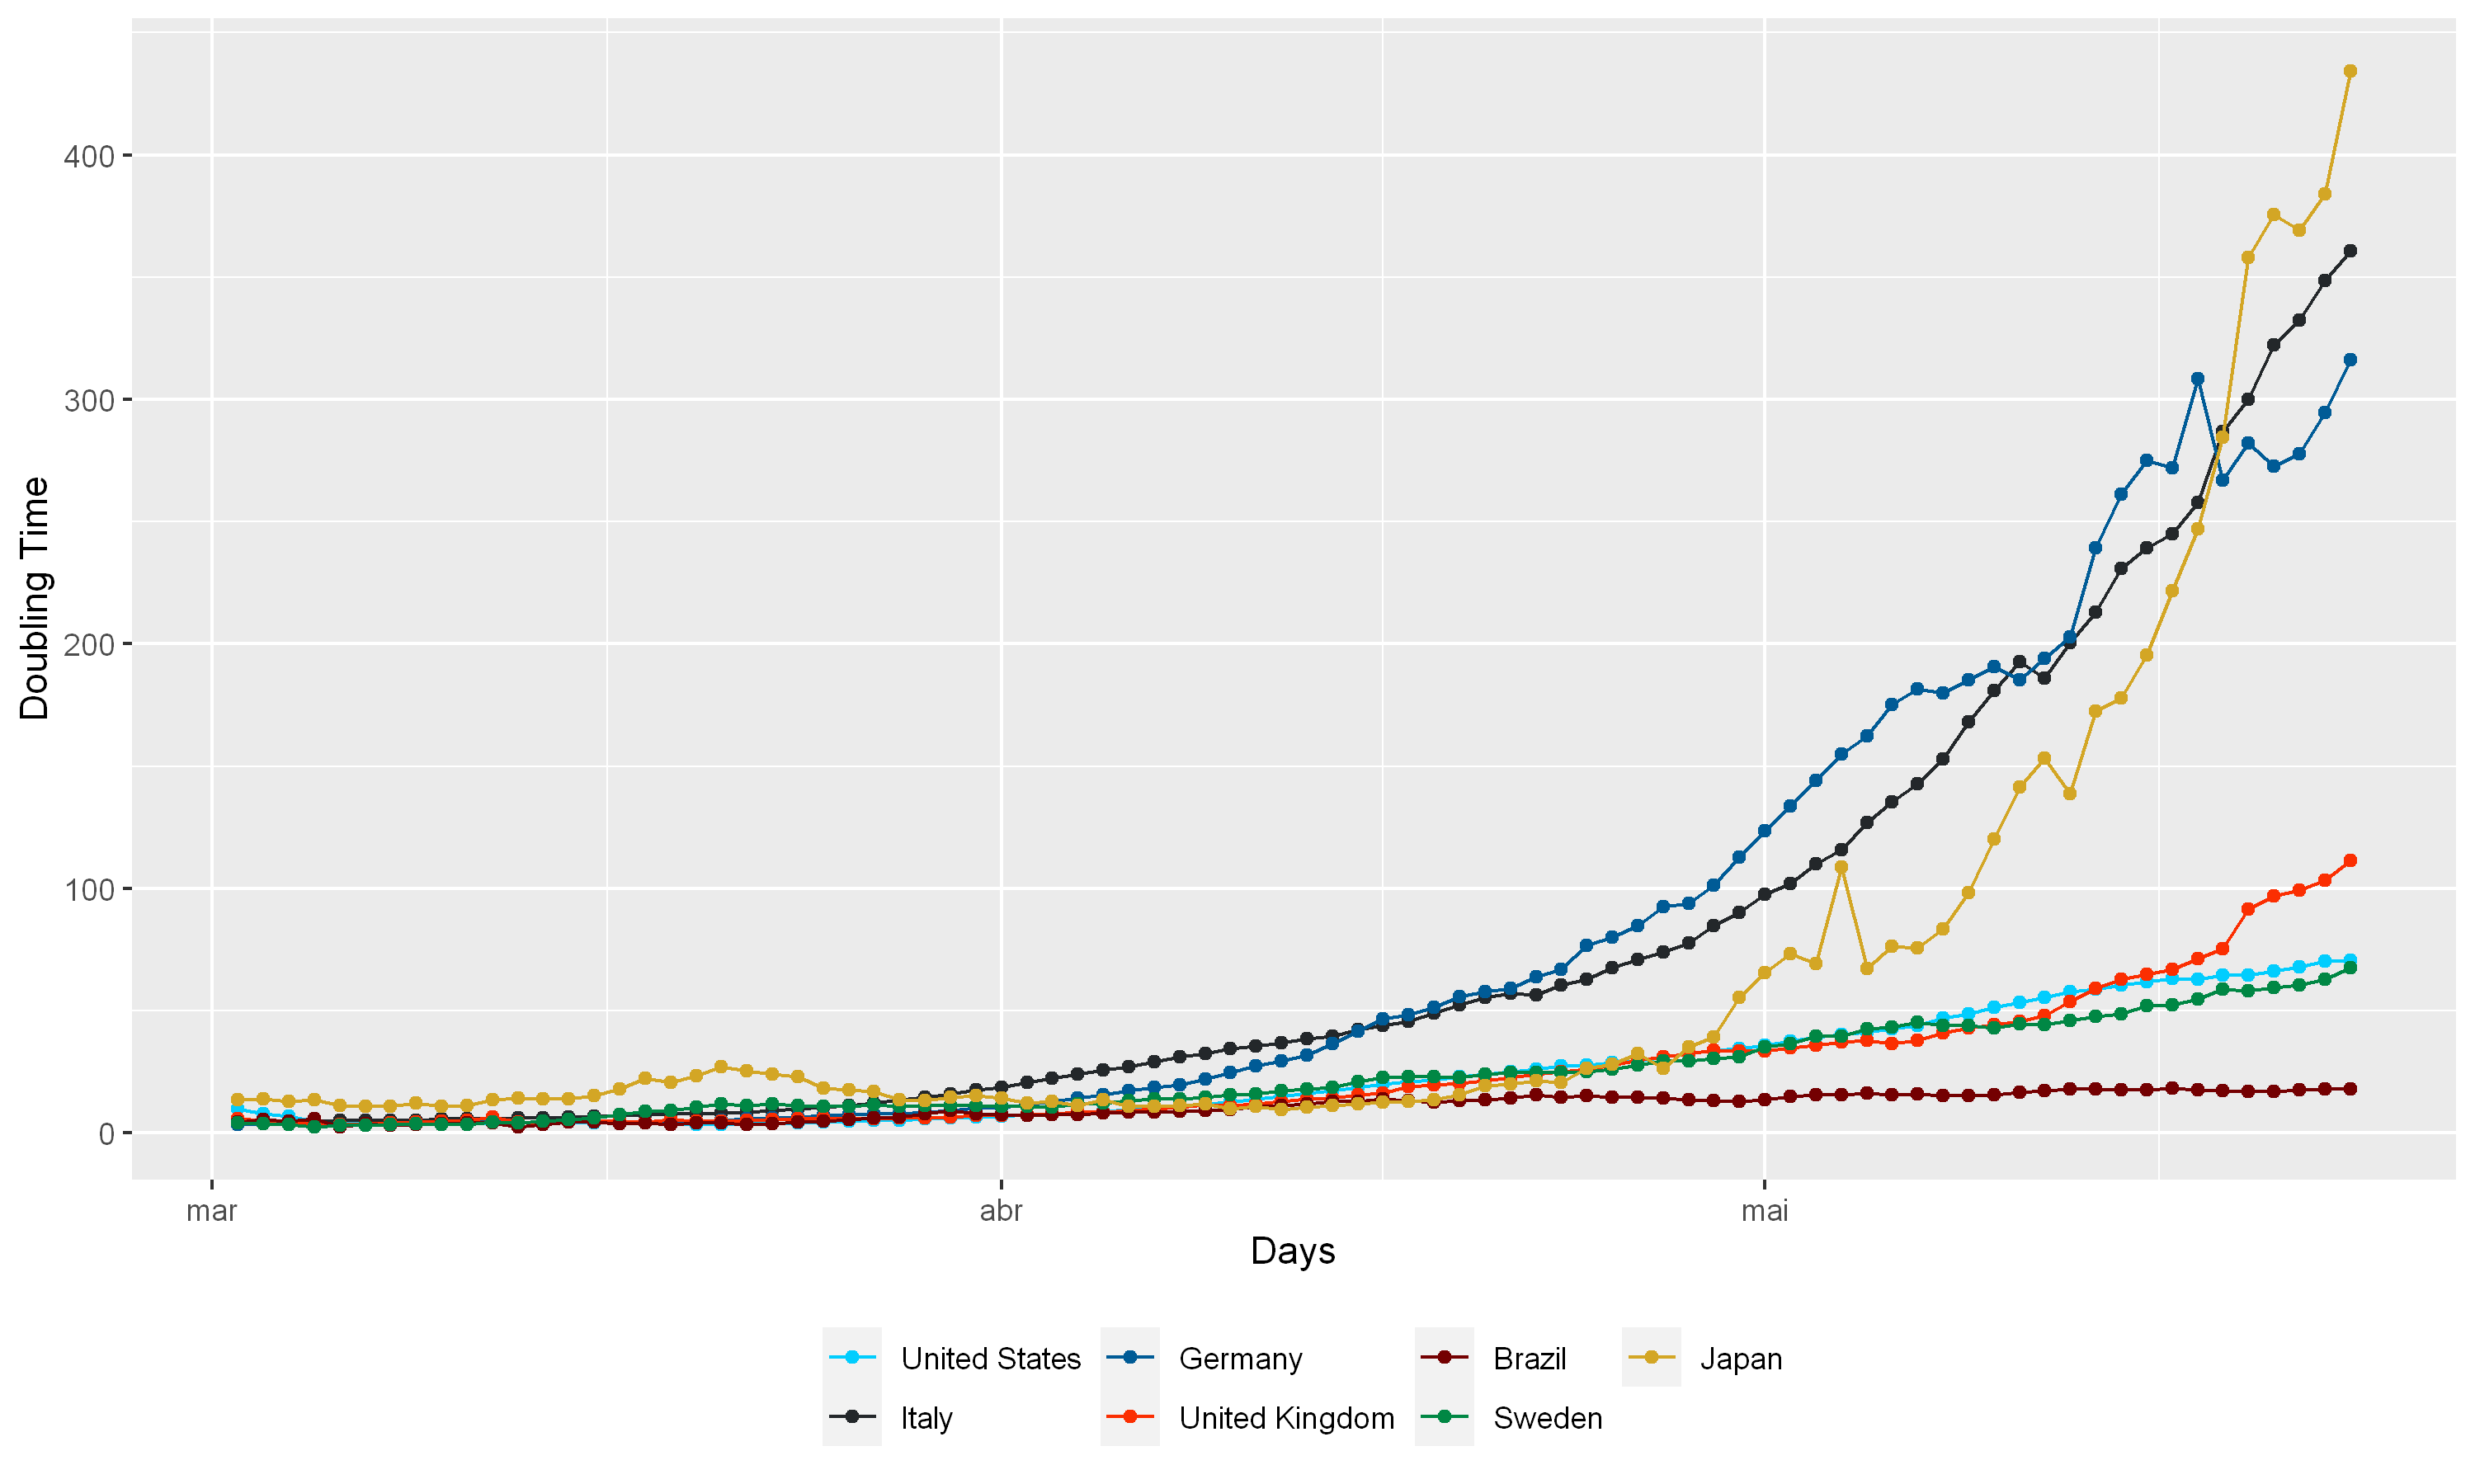 Doubling Time
400
300
200
100
0
mar abr mai
Days
United States Germany Brazil Japan
Italy United Kingdom Sweden